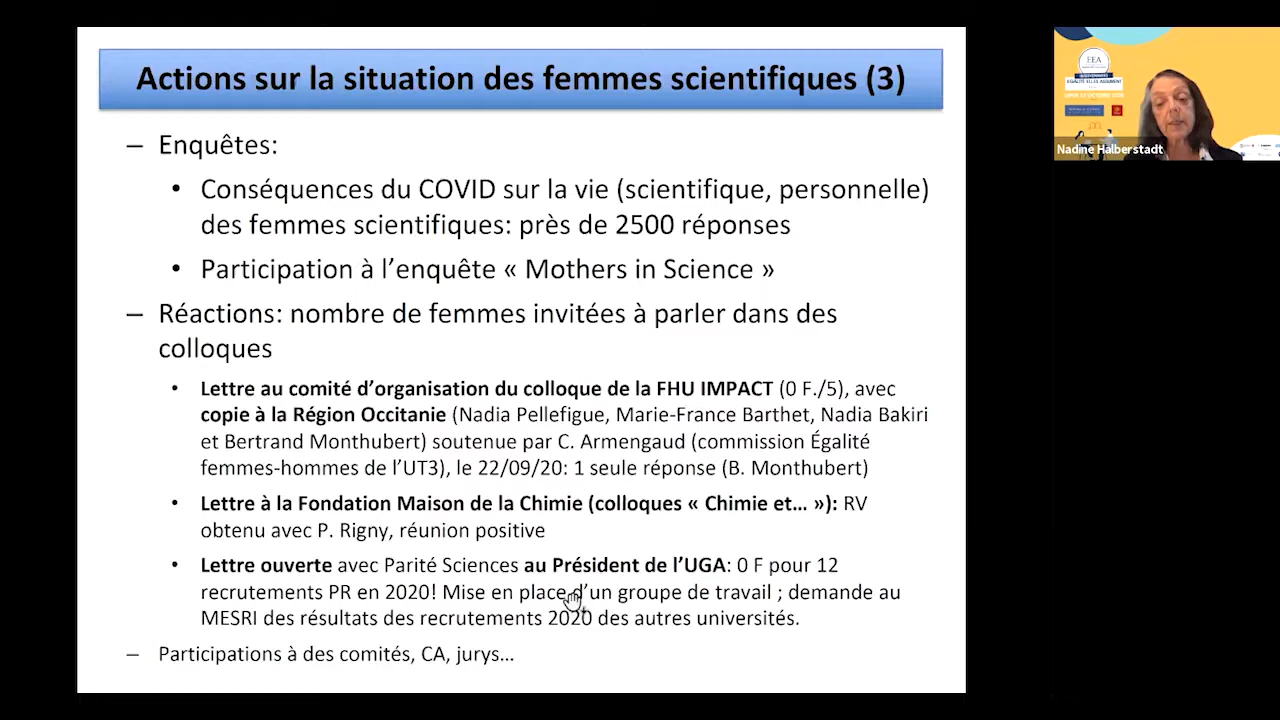 Actions sur la situation des femmes scientifiques (3)
– Enquêtes:
• Conséquences du COVID sur la vie (scientifique, personnelle)
des femmes scientifiques: près de 2500 réponses
• Participation à l’enquête « Mothers in Science »
– Réactions: nombre de femmes invitées à parler dans des
colloques
• Lettre au comité d’organisation du colloque de la FHU IMPACT (0 F./5), avec
copie à la Région Occitanie (Nadia Pellefigue, Marie-France Barthet, Nadia Bakiri
et Bertrand Monthubert) soutenue par C. Armengaud (commission Égalité
femmes-hommes de l’UT3), le 22/09/20: 1 seule réponse (B. Monthubert)
• Lettre à la Fondation Maison de la Chimie (colloques « Chimie et… »): RV
obtenu avec P. Rigny, réunion positive
• Lettre ouverte avec Parité Sciences au Président de l’UGA: 0 F pour 12
recrutements PR en 2020! Mise en place d’un groupe de travail ; demande au
MESRI des résultats des recrutements 2020 des autres universités.
– Participations à des comités, CA, jurys…
EEA
Nadine Halberstadt